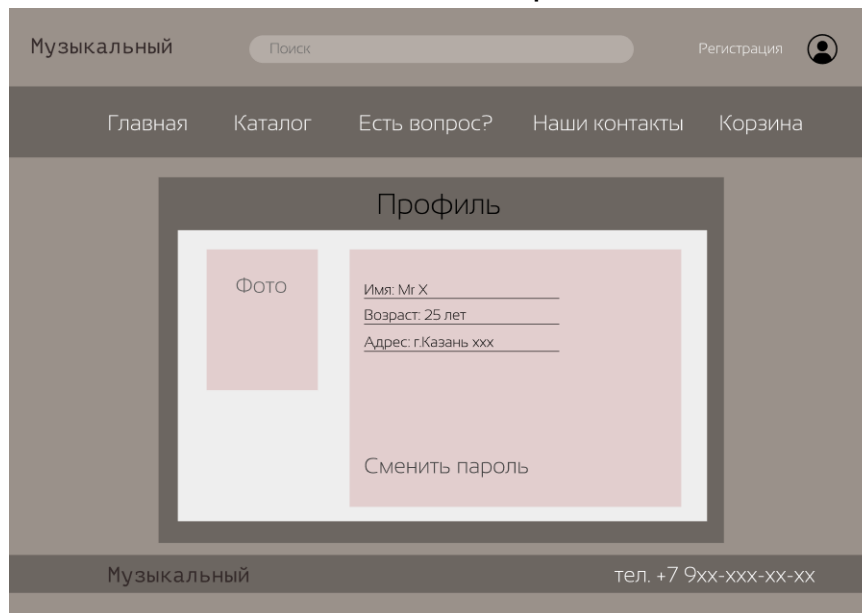 Музыкальный Поиск Регистрация
Главная Каталог Есть вопрос? Наши контакты Корзина
Профиль
Фото
Имя: Mr X
Возраст: 25 лет
Адрес: г.Казань xxx
Сменить пароль
Музыкальный тел. +7 9xx-xxx-xx-xx